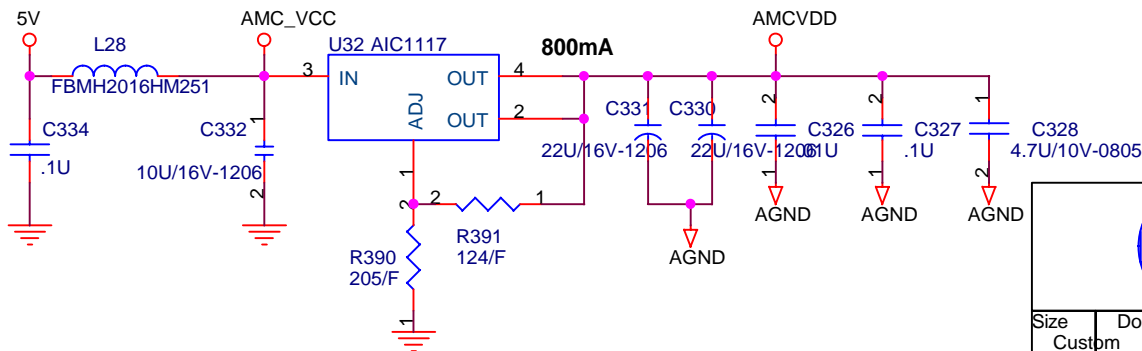 5V
AMC_VCC
AMCVDD
L28
FBMH2016HM251
U32 AIC1117
800mA
3
IN
OUT
4
OUT
2
ADJ
1
C334
.1U
C332
1
10U/16V-1206
2
C331
22U/16V-1206
C330
22U/16V-1206
2
C326
.01U
1
2
C327
.1U
1
1
C328
4.7U/10V-0805
2
AGND
AGND
AGND
AGND
2
R391
124/F
1
2
R390
205/F
1
Size
Custom
Do